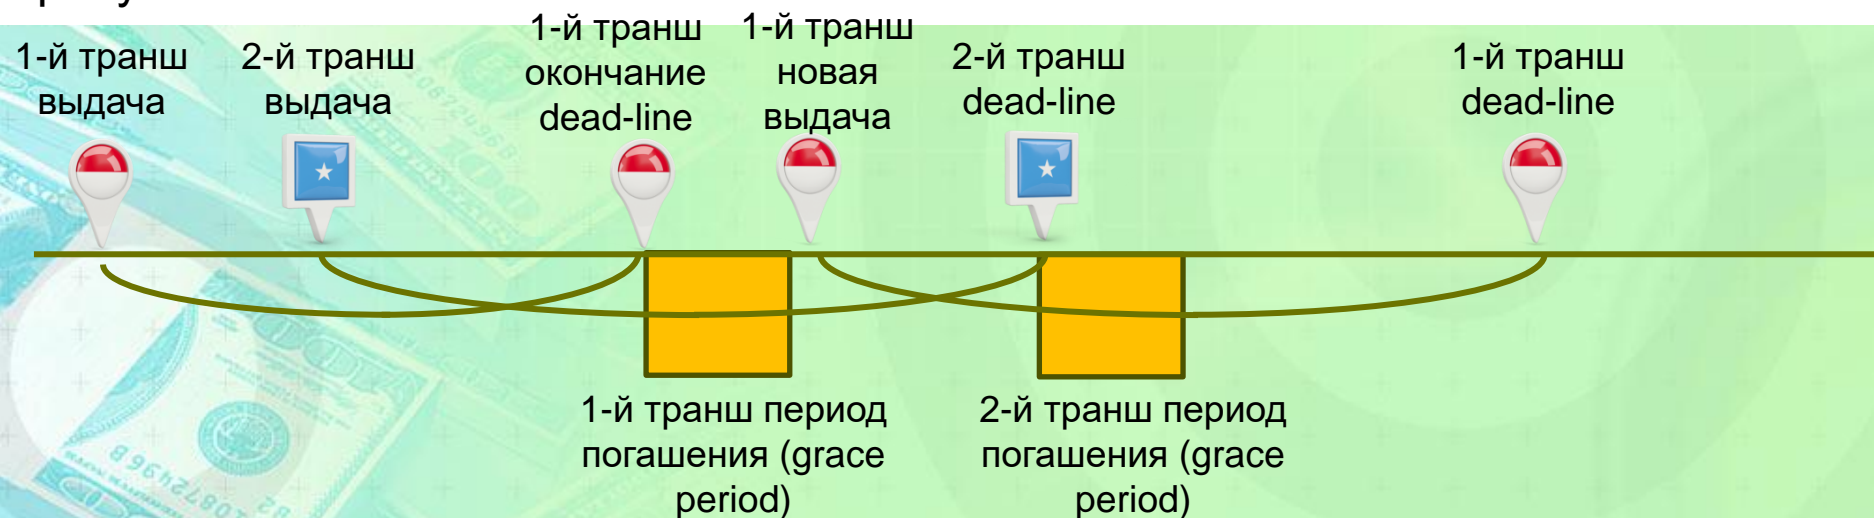 1-й транш
выдача
2-й транш
выдача
1-й транш
окончание
dead-line
1-й транш
новая
выдача
2-й транш
dead-line
1-й транш
dead-line
1-й транш период
погашения (grace
period)
2-й транш период
погашения (grace
period)